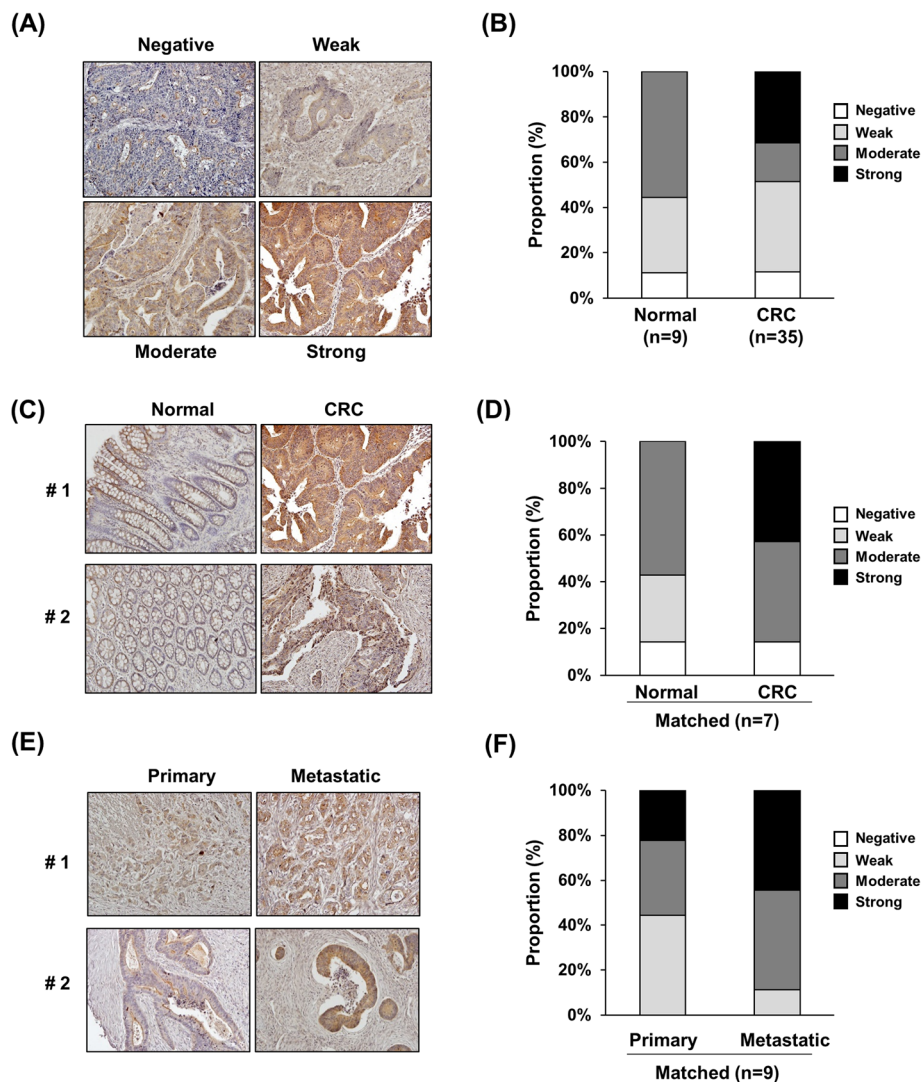 (A)
Negative Weak
Moderate Strong
(B)
Proportion (%)
100%
80%
60%
40%
20%
0%
Normal
(n=9)
CRC
(n=35)
Negative
Weak
Moderate
Strong
(C)
Normal CRC
# 1
# 2
(D)
Proportion (%)
100%
80%
60%
40%
20%
0%
Normal CRC
Matched (n=7)
Negative
Weak
Moderate
Strong
(E)
Primary Metastatic
# 1
# 2
(F)
Proportion (%)
100%
80%
60%
40%
20%
0%
Primary Metastatic
Matched (n=9)
Negative
Weak
Moderate
Strong